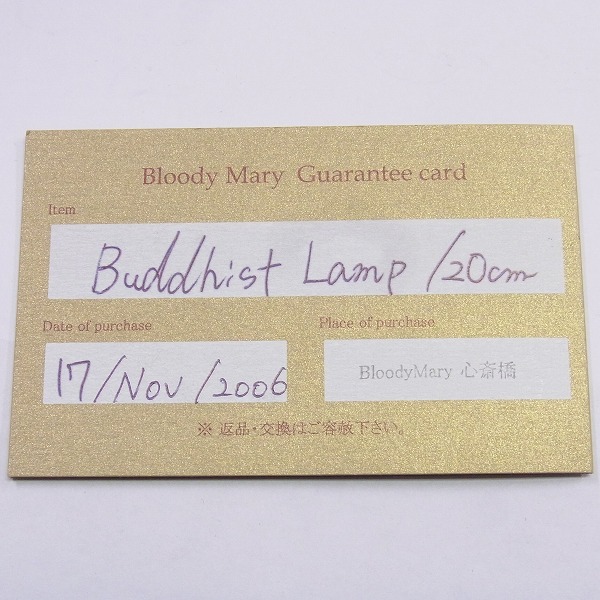 Bloody Mary Guarantee card
Item
Buddhist Lamp /20cm
Date of purchase
Place of purchase
17/Nov/2006
BloodyMary 心斎橋
※ 返品・交換はご容赦下さい。